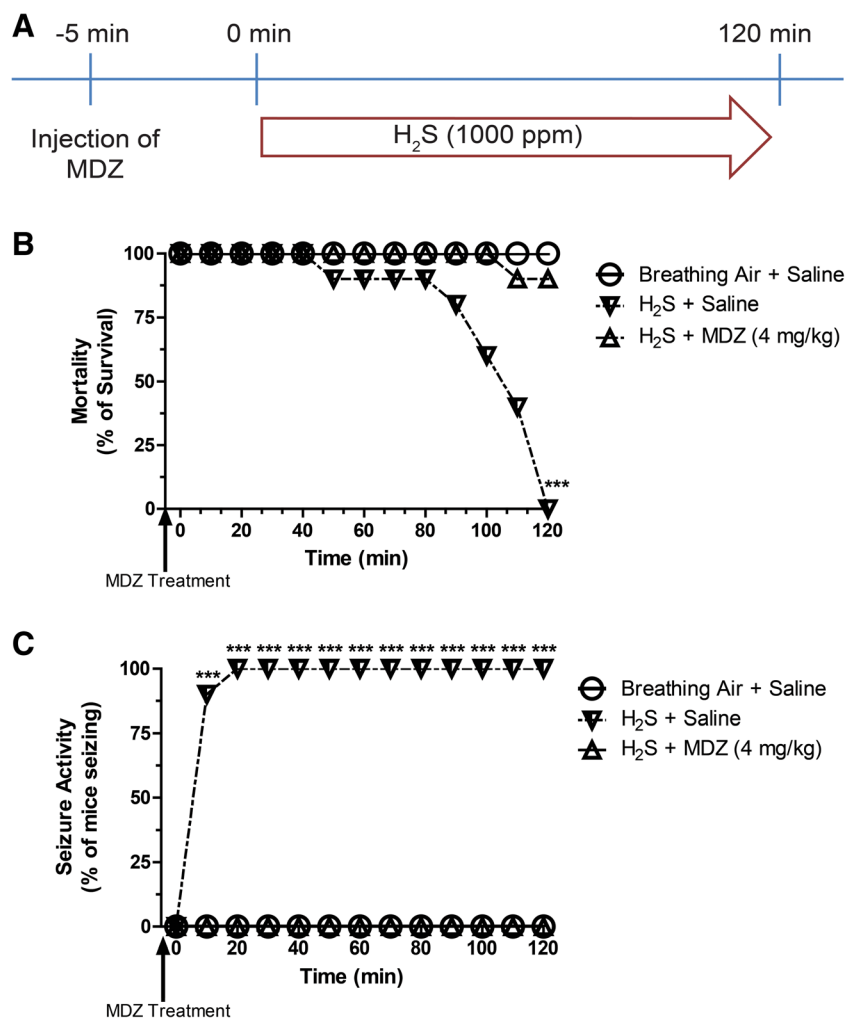 A
-5 min
0 min
120 min
Injection of
MDZ
H₂S (1000 ppm)
B
Mortality
(% of Survival)
100
75
50
25
0
0 20 40 60 80 100 120
Time (min)
MDZ Treatment
***
Breathing Air + Saline
H₂S + Saline
H₂S + MDZ (4 mg/kg)
C
Seizure Activity
(% of mice seizing)
100
75
50
25
0
*** *** *** *** *** *** *** *** *** *** *** ***
0 20 40 60 80 100 120
Time (min)
MDZ Treatment
Breathing Air + Saline
H₂S + Saline
H₂S + MDZ (4 mg/kg)